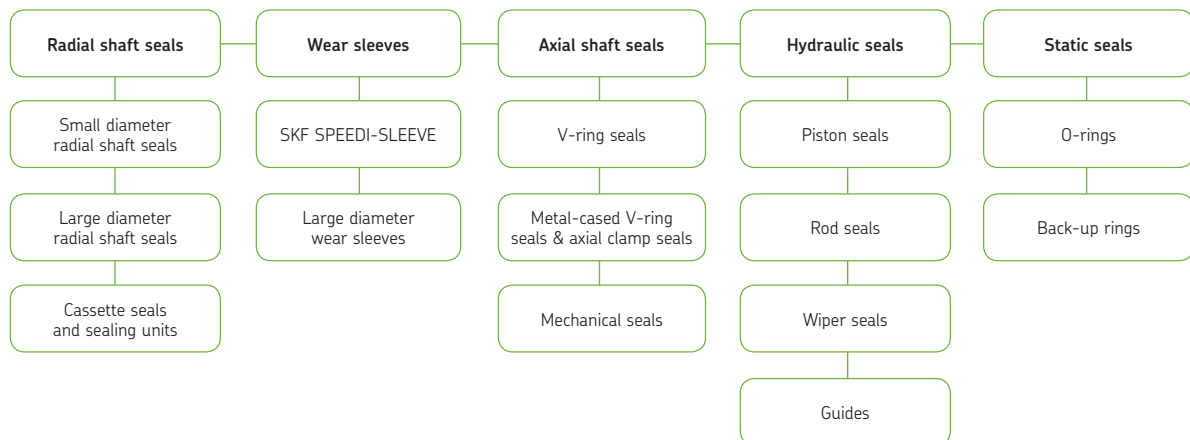 Radial shaft seals
Wear sleeves
Axial shaft seals
Hydraulic seals
Static seals
Small diameter
radial shaft seals
SKF SPEEDI-SLEEVE
V-ring seals
Piston seals
O-rings
Large diameter
radial shaft seals
Large diameter
wear sleeves
Metal-cased V-ring
seals & axial clamp seals
Rod seals
Back-up rings
Cassette seals
and sealing units
Mechanical seals
Wiper seals
Guides